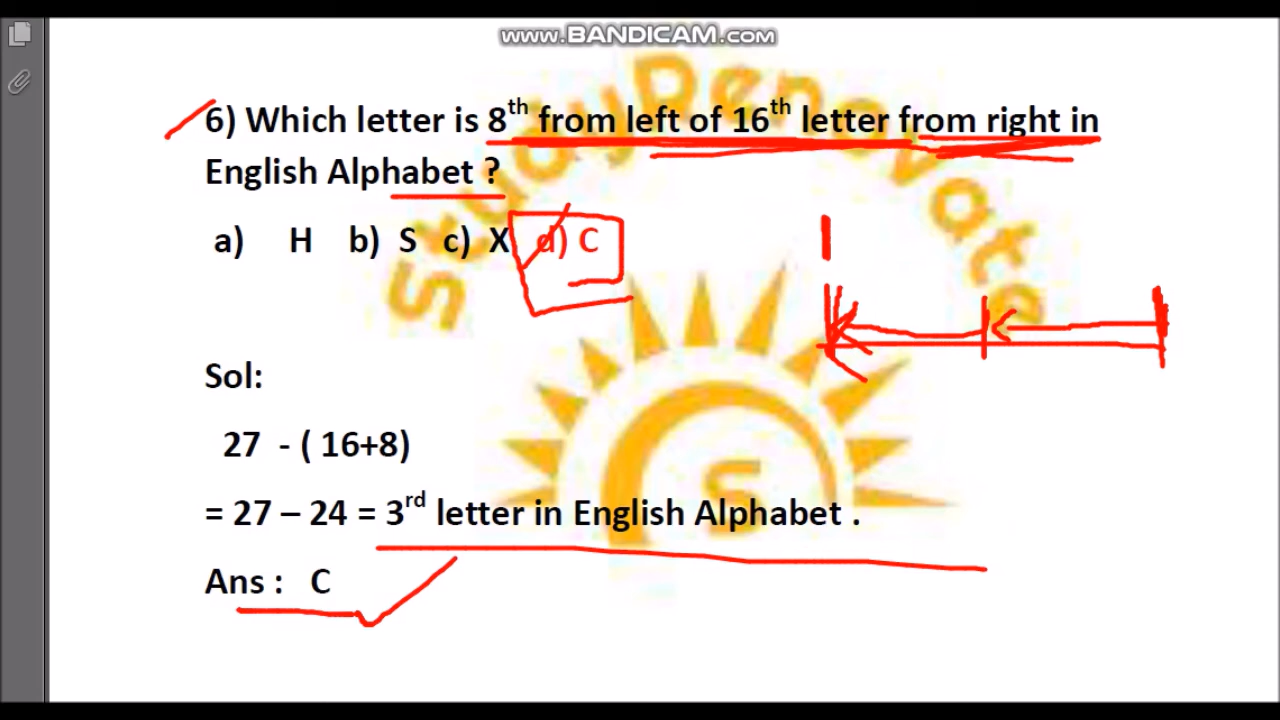 www.BANDICAM.com
6) Which letter is 8th from left of 16th letter from right in
English Alphabet ?
a) H b) S c) X d) C
Sol:
27 - ( 16+8)
= 27 – 24 = 3rd letter in English Alphabet .
Ans : C
StudyRenovate
S